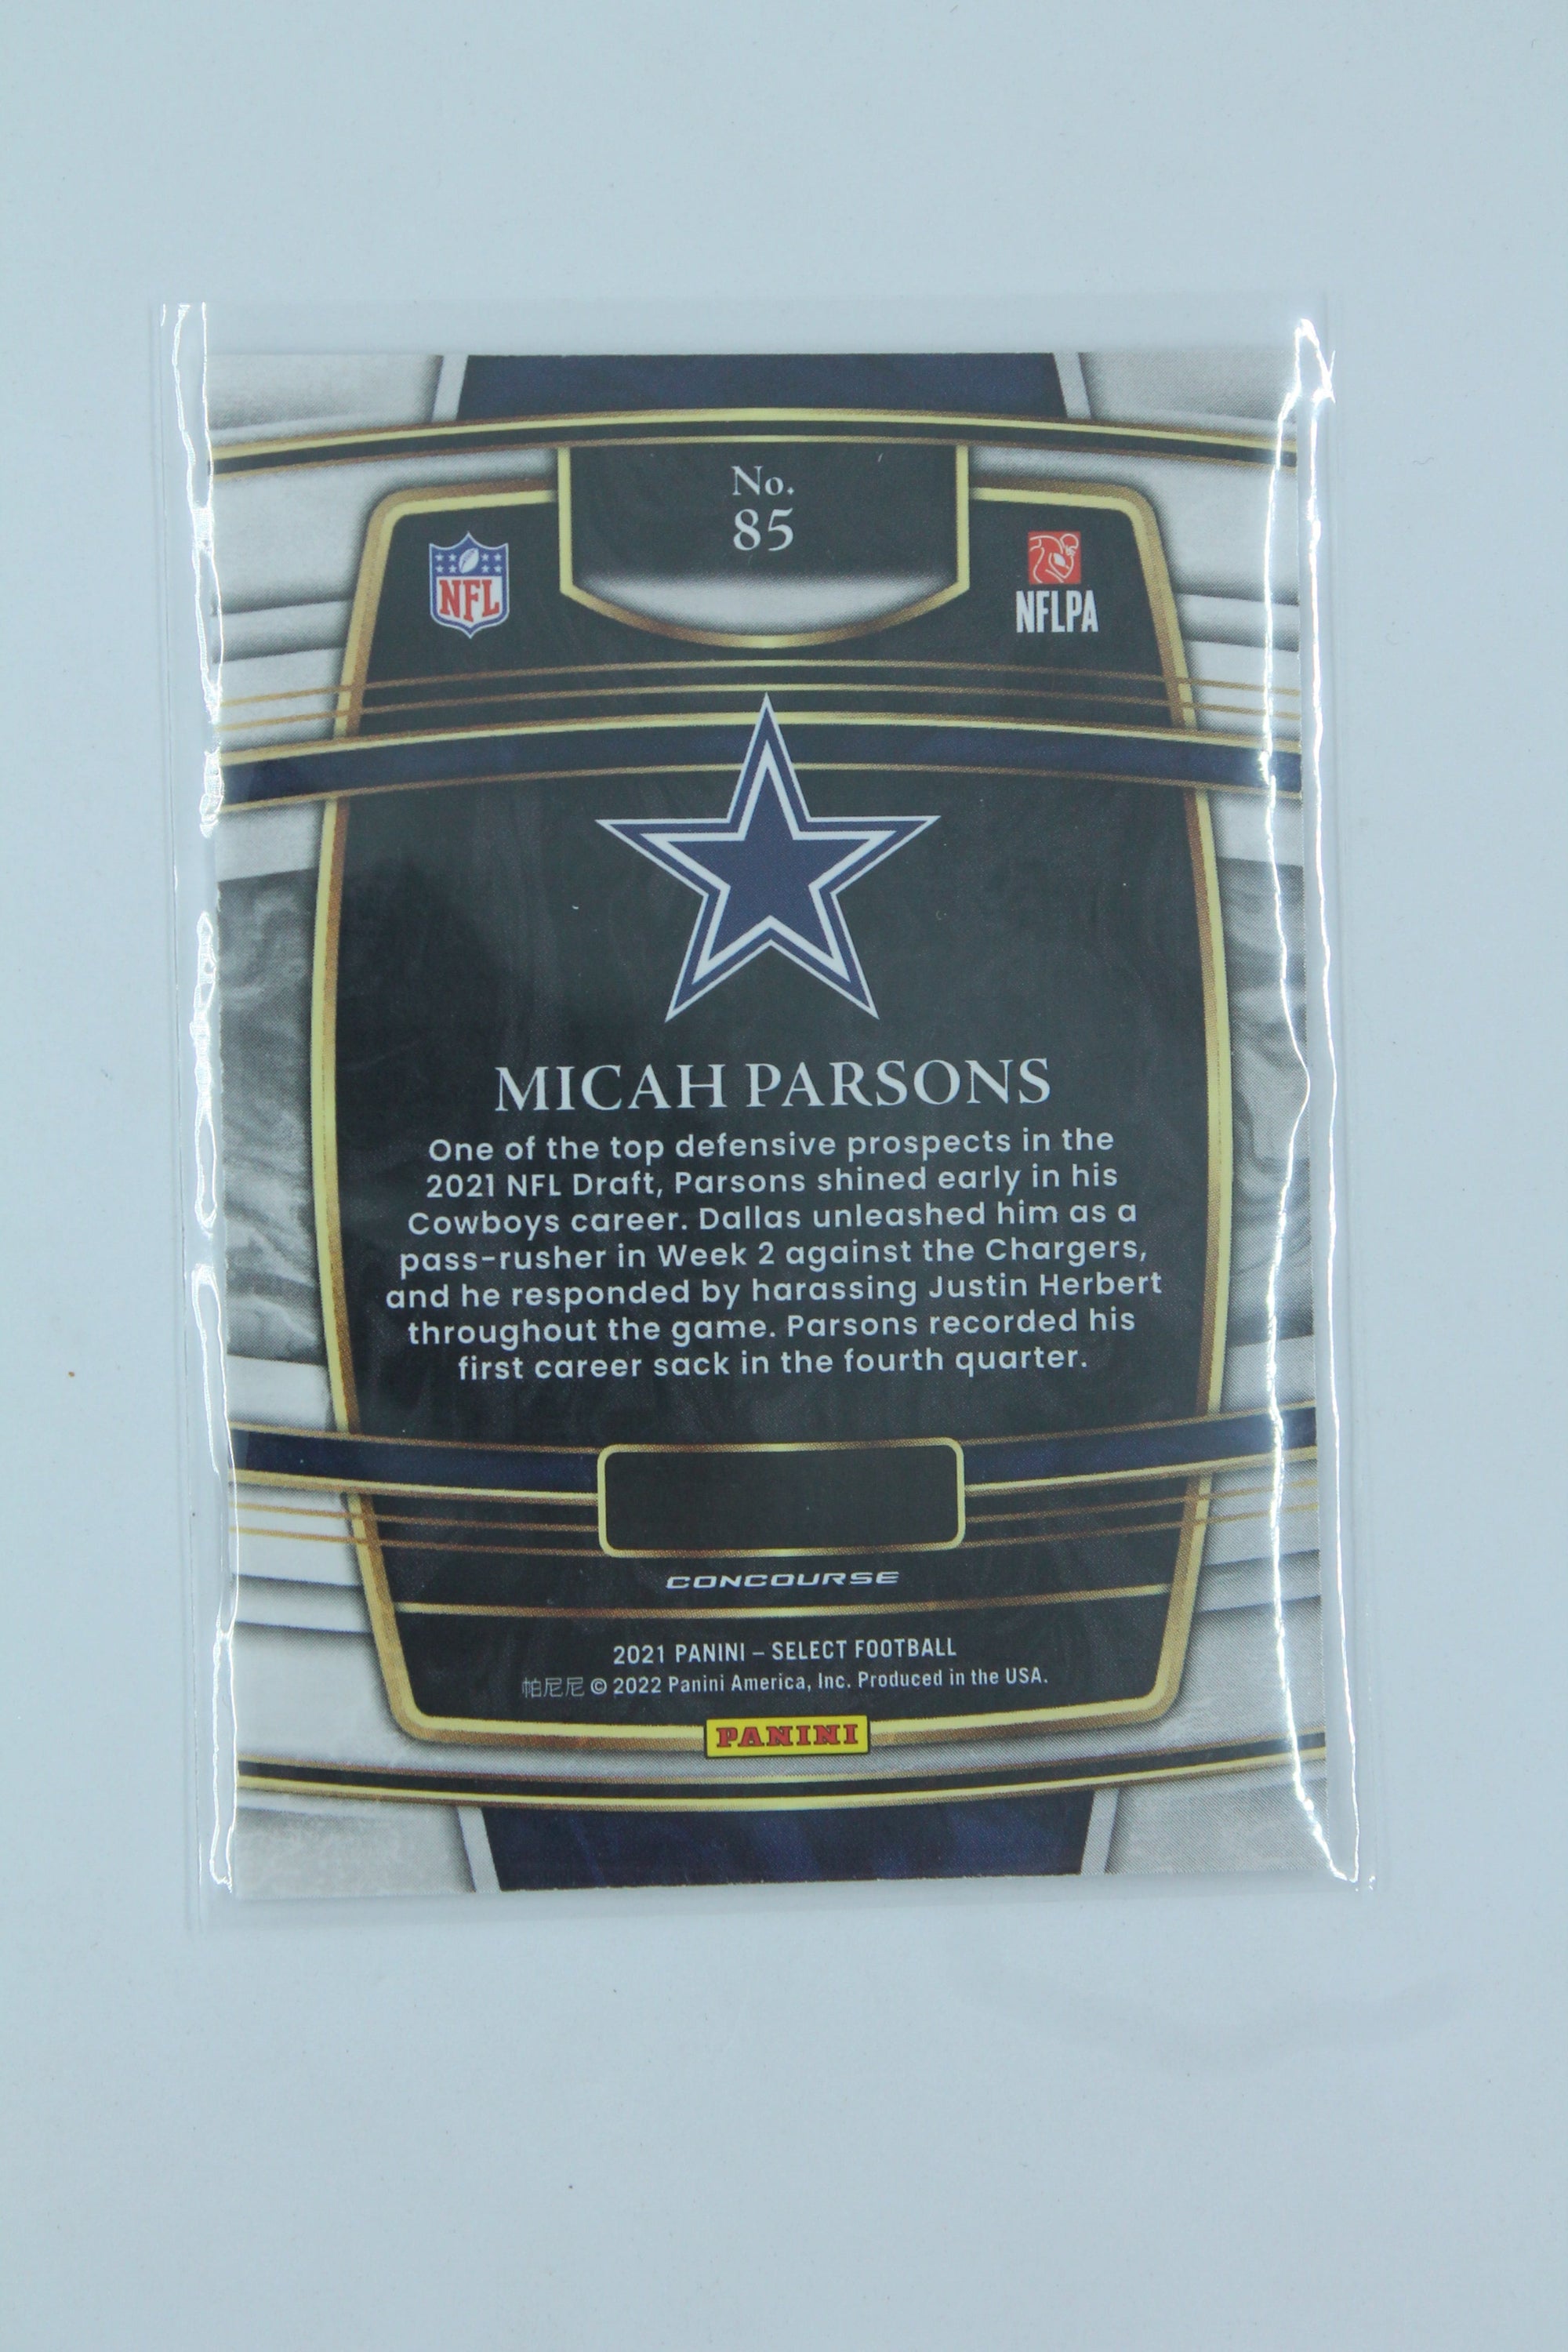 No.
85
NFL
NFLPA
MICAH PARSONS
One of the top defensive prospects in the
2021 NFL Draft, Parsons shined early in his
Cowboys career. Dallas unleashed him as a
pass-rusher in Week 2 against the Chargers,
and he responded by harassing Justin Herbert
throughout the game. Parsons recorded his
first career sack in the fourth quarter.
CONCOURSE
2021 PANINI – SELECT FOOTBALL
帕尼尼 © 2022 Panini America, Inc. Produced in the USA.
PANINI